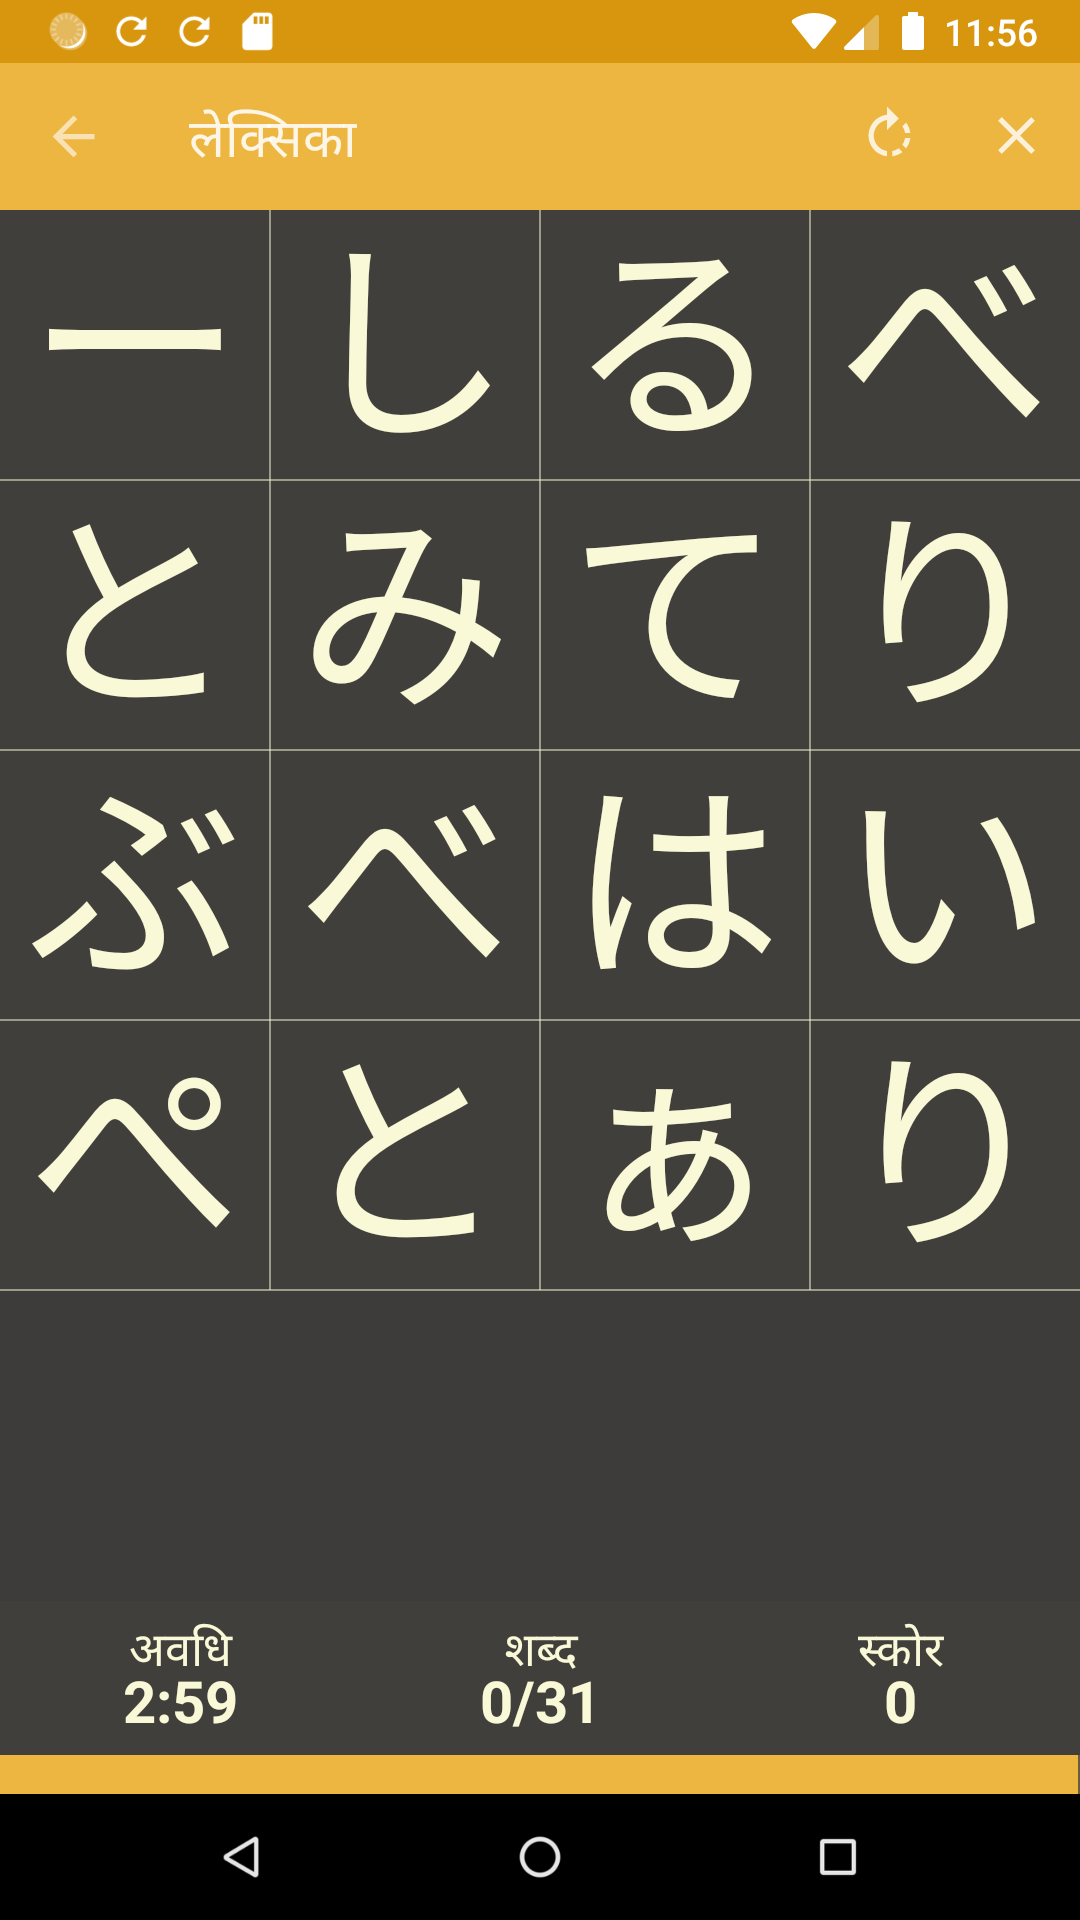 11:56
लेक्सिका
ー し る べ
と み て り
ぶ べ は い
ぺ と ぁ り
अवधि शब्द स्कोर
2:59 0/31 0